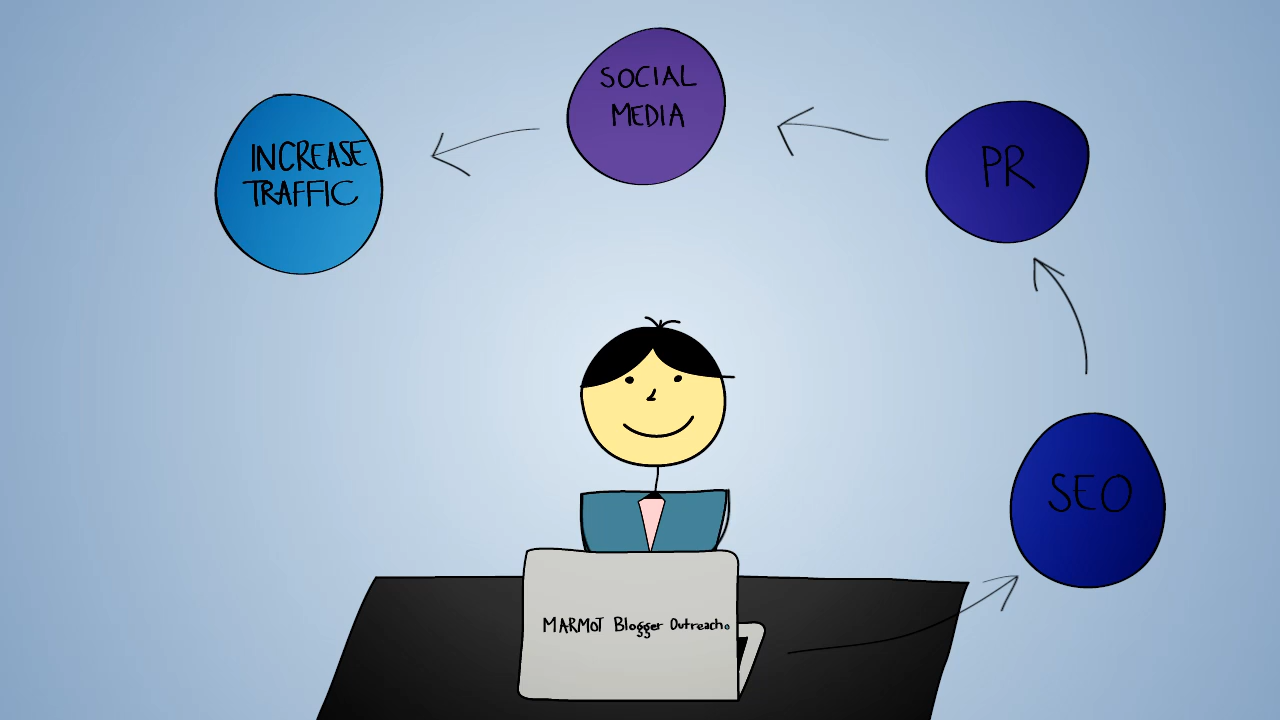 SOCIAL
MEDIA
INCREASE
TRAFFIC
PR
SEO
MARMOT Blogger Outreach.